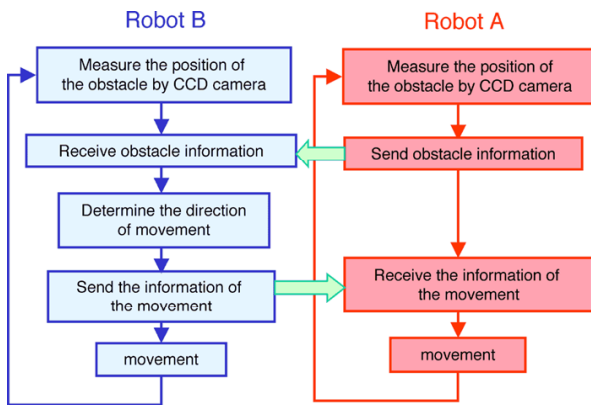 Robot B
Measure the position of
the obstacle by CCD camera
Receive obstacle information
Determine the direction
of movement
Send the information of
the movement
movement
Robot A
Measure the position of
the obstacle by CCD camera
Send obstacle information
Receive the information of
the movement
movement